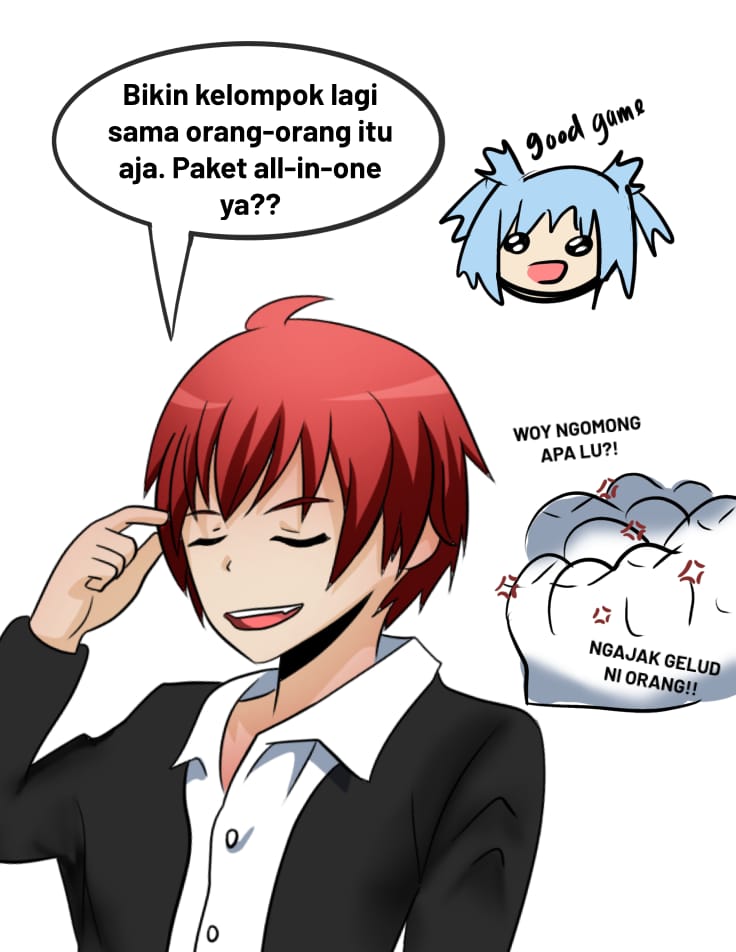 Bikin kelompok lagi
sama orang-orang itu
aja. Paket all-in-one
ya??
good game
WOY NGOMONG
APA LU?!
NGAJAK GELUD
NI ORANG!!